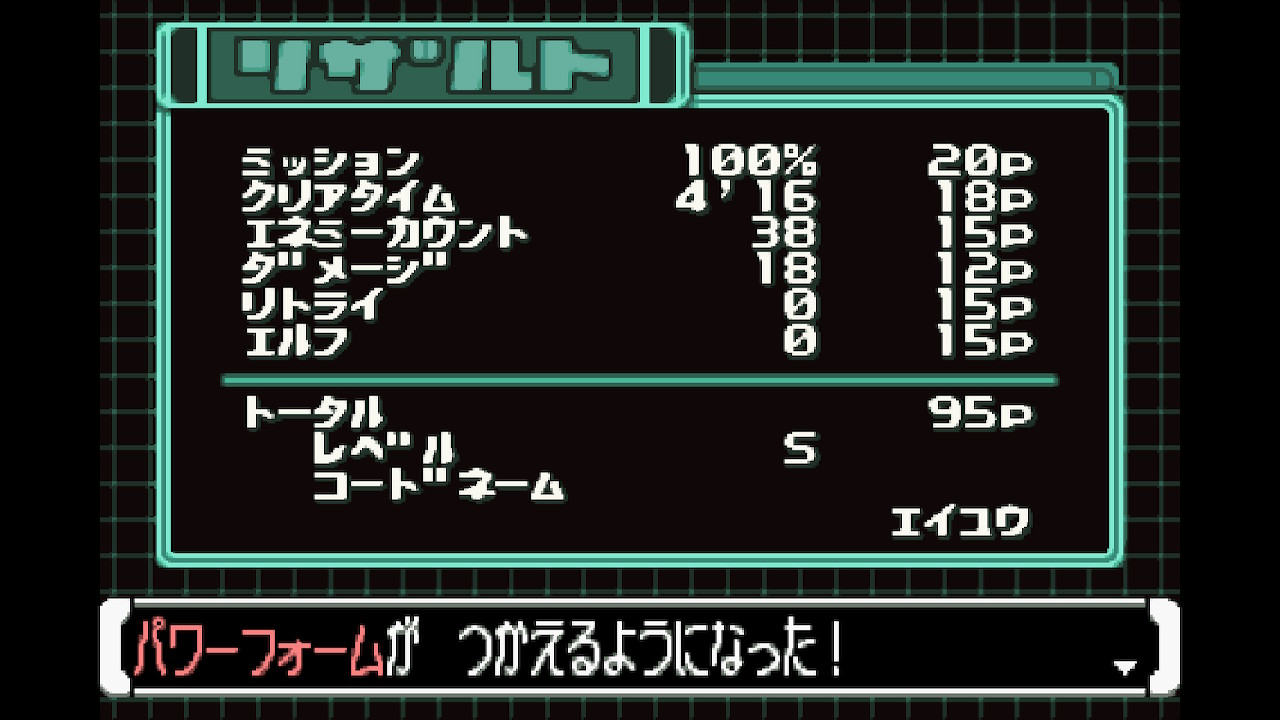 リザルト
ミッション 100% 20p
クリアタイム 4'16 18p
エネミーカウント 38 15p
ダメージ 18 12p
リトライ 0 15p
エルフ 0 15p
トータル 95p
レベル S
コードネーム
エイユウ
パワーフォームが つかえるようになった!